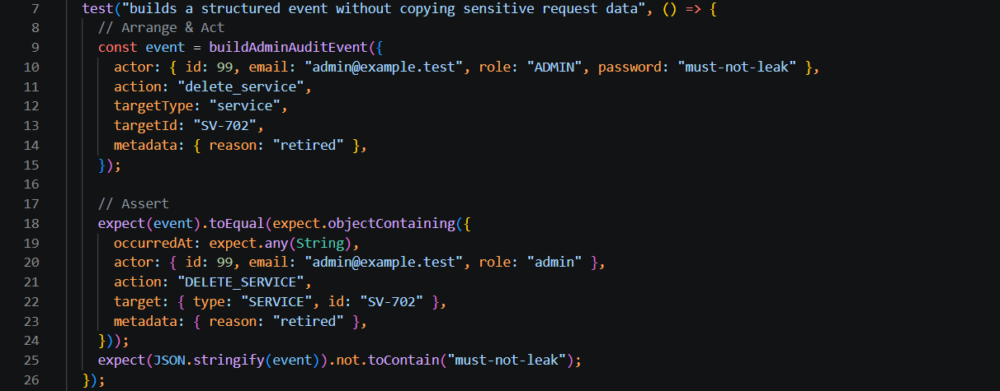 7 test("builds a structured event without copying sensitive request data", () => {
8 // Arrange & Act
9 const event = buildAdminAuditEvent({
10 actor: { id: 99, email: "admin@example.test", role: "ADMIN", password: "must-not-leak" },
11 action: "delete_service",
12 targetType: "service",
13 targetId: "SV-702",
14 metadata: { reason: "retired" },
15 });
16
17 // Assert
18 expect(event).toEqual(expect.objectContaining({
19 occurredAt: expect.any(String),
20 actor: { id: 99, email: "admin@example.test", role: "admin" },
21 action: "DELETE_SERVICE",
22 target: { type: "SERVICE", id: "SV-702" },
23 metadata: { reason: "retired" },
24 }));
25 expect(JSON.stringify(event)).not.toContain("must-not-leak");
26 });